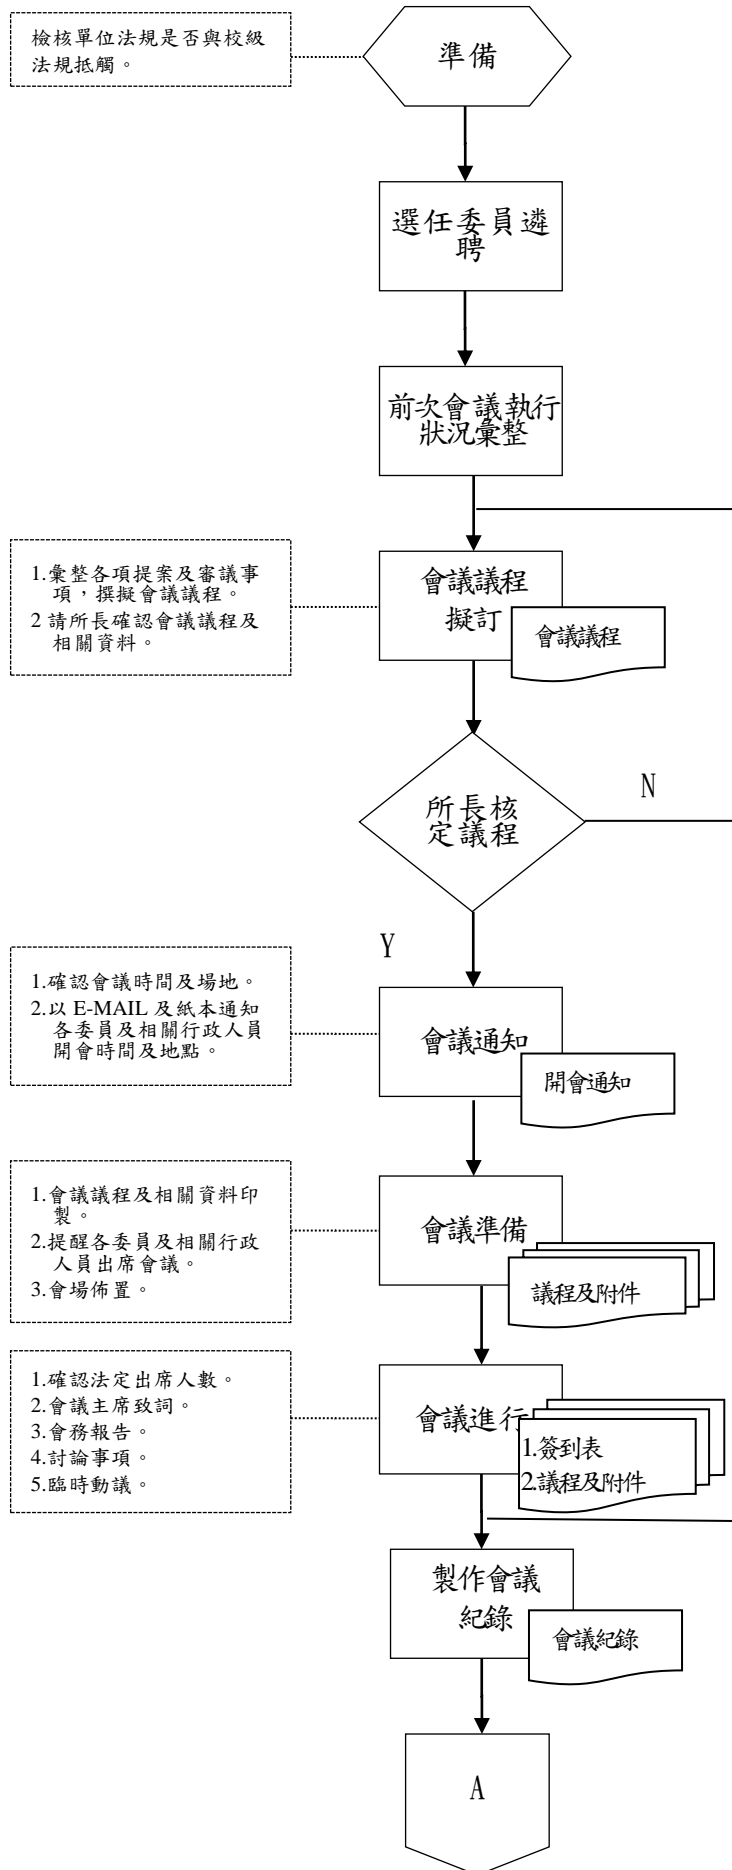 檢核單位法規是否與校級
法規抵觸。
準備
選任委員遴
聘
前次會議執行
狀況彙整
1.彙整各項提案及審議事
項，撰擬會議議程。
2 請所長確認會議議程及
相關資料。
會議議程
擬訂
會議議程
所長核
定議程
N
Y
1.確認會議時間及場地。
2.以 E-MAIL 及紙本通知
各委員及相關行政人員
開會時間及地點。
會議通知
開會通知
1.會議議程及相關資料印
製。
2.提醒各委員及相關行政
人員出席會議。
3.會場佈置。
會議準備
議程及附件
1.確認法定出席人數。
2.會議主席致詞。
3.會務報告。
4.討論事項。
5.臨時動議。
會議進行
1.簽到表
2.議程及附件
製作會議
紀錄
會議紀錄
A